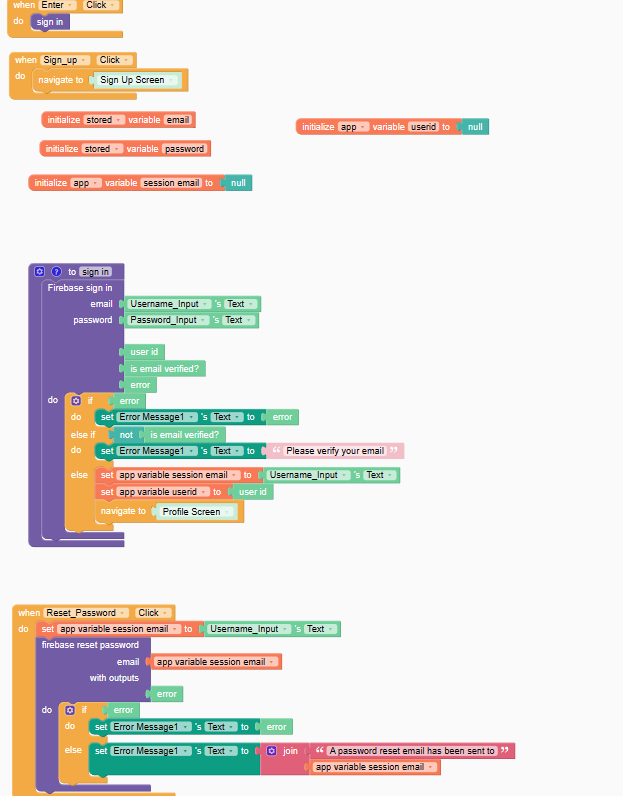 when Enter Click
do sign in
when Sign_up Click
do navigate to Sign Up Screen
initialize stored variable email
initialize app variable userid to null
initialize stored variable password
initialize app variable session email to null
? to sign in
Firebase sign in
email Username_Input 's Text
password Password_Input 's Text
user id
is email verified?
error
do if error
do set Error Message1 's Text to error
else if not is email verified?
do set Error Message1 's Text to “ Please verify your email ”
else set app variable session email to Username_Input 's Text
set app variable userid to user id
navigate to Profile Screen
when Reset_Password Click
do set app variable session email to Username_Input 's Text
firebase reset password
email app variable session email
with outputs
error
do if error
do set Error Message1 's Text to error
else set Error Message1 's Text to join “ A password reset email has been sent to ”
app variable session email